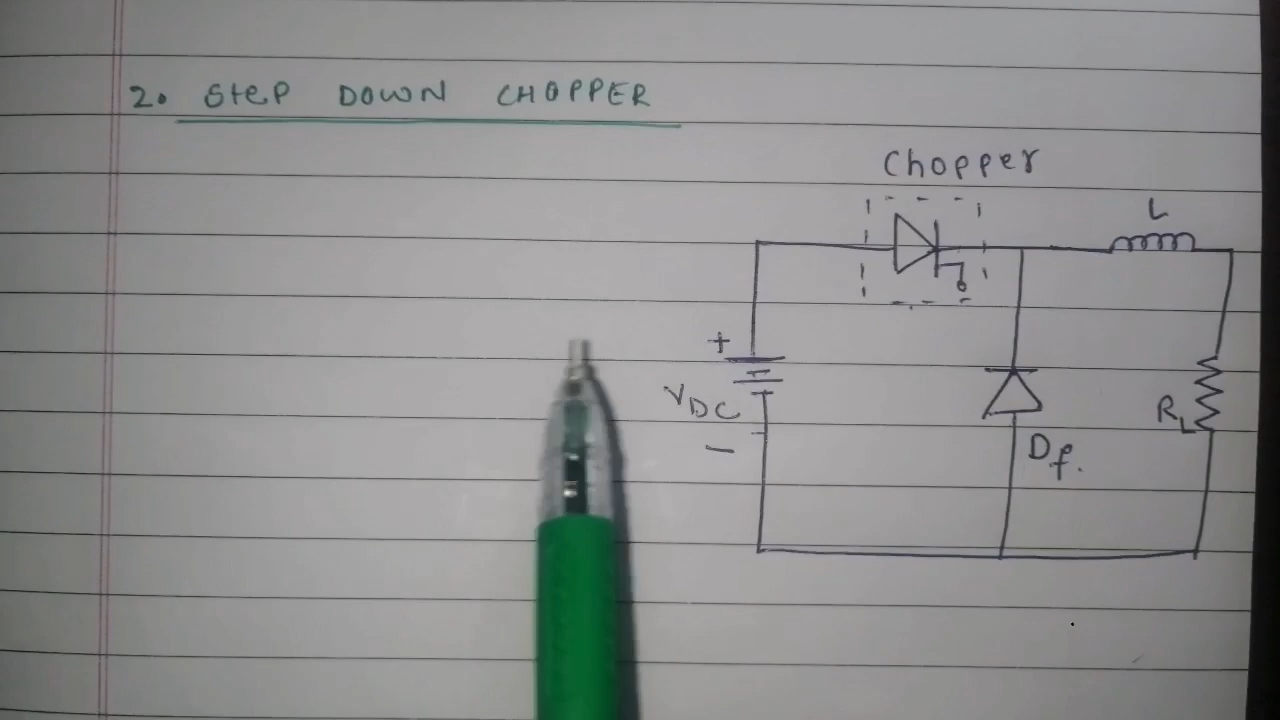 2. Step DOWN CHOPPER
Chopper
L
+
VDC
−
RL
Df.